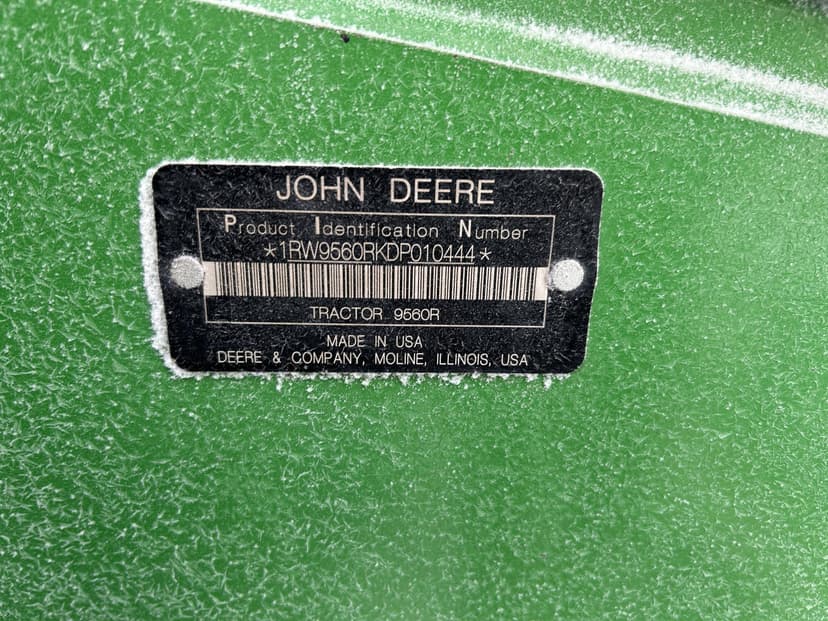 JOHN DEERE
Product Identification Number
*1RW9560RKDP010444*
TRACTOR 9560R
MADE IN USA
DEERE & COMPANY, MOLINE, ILLINOIS, USA